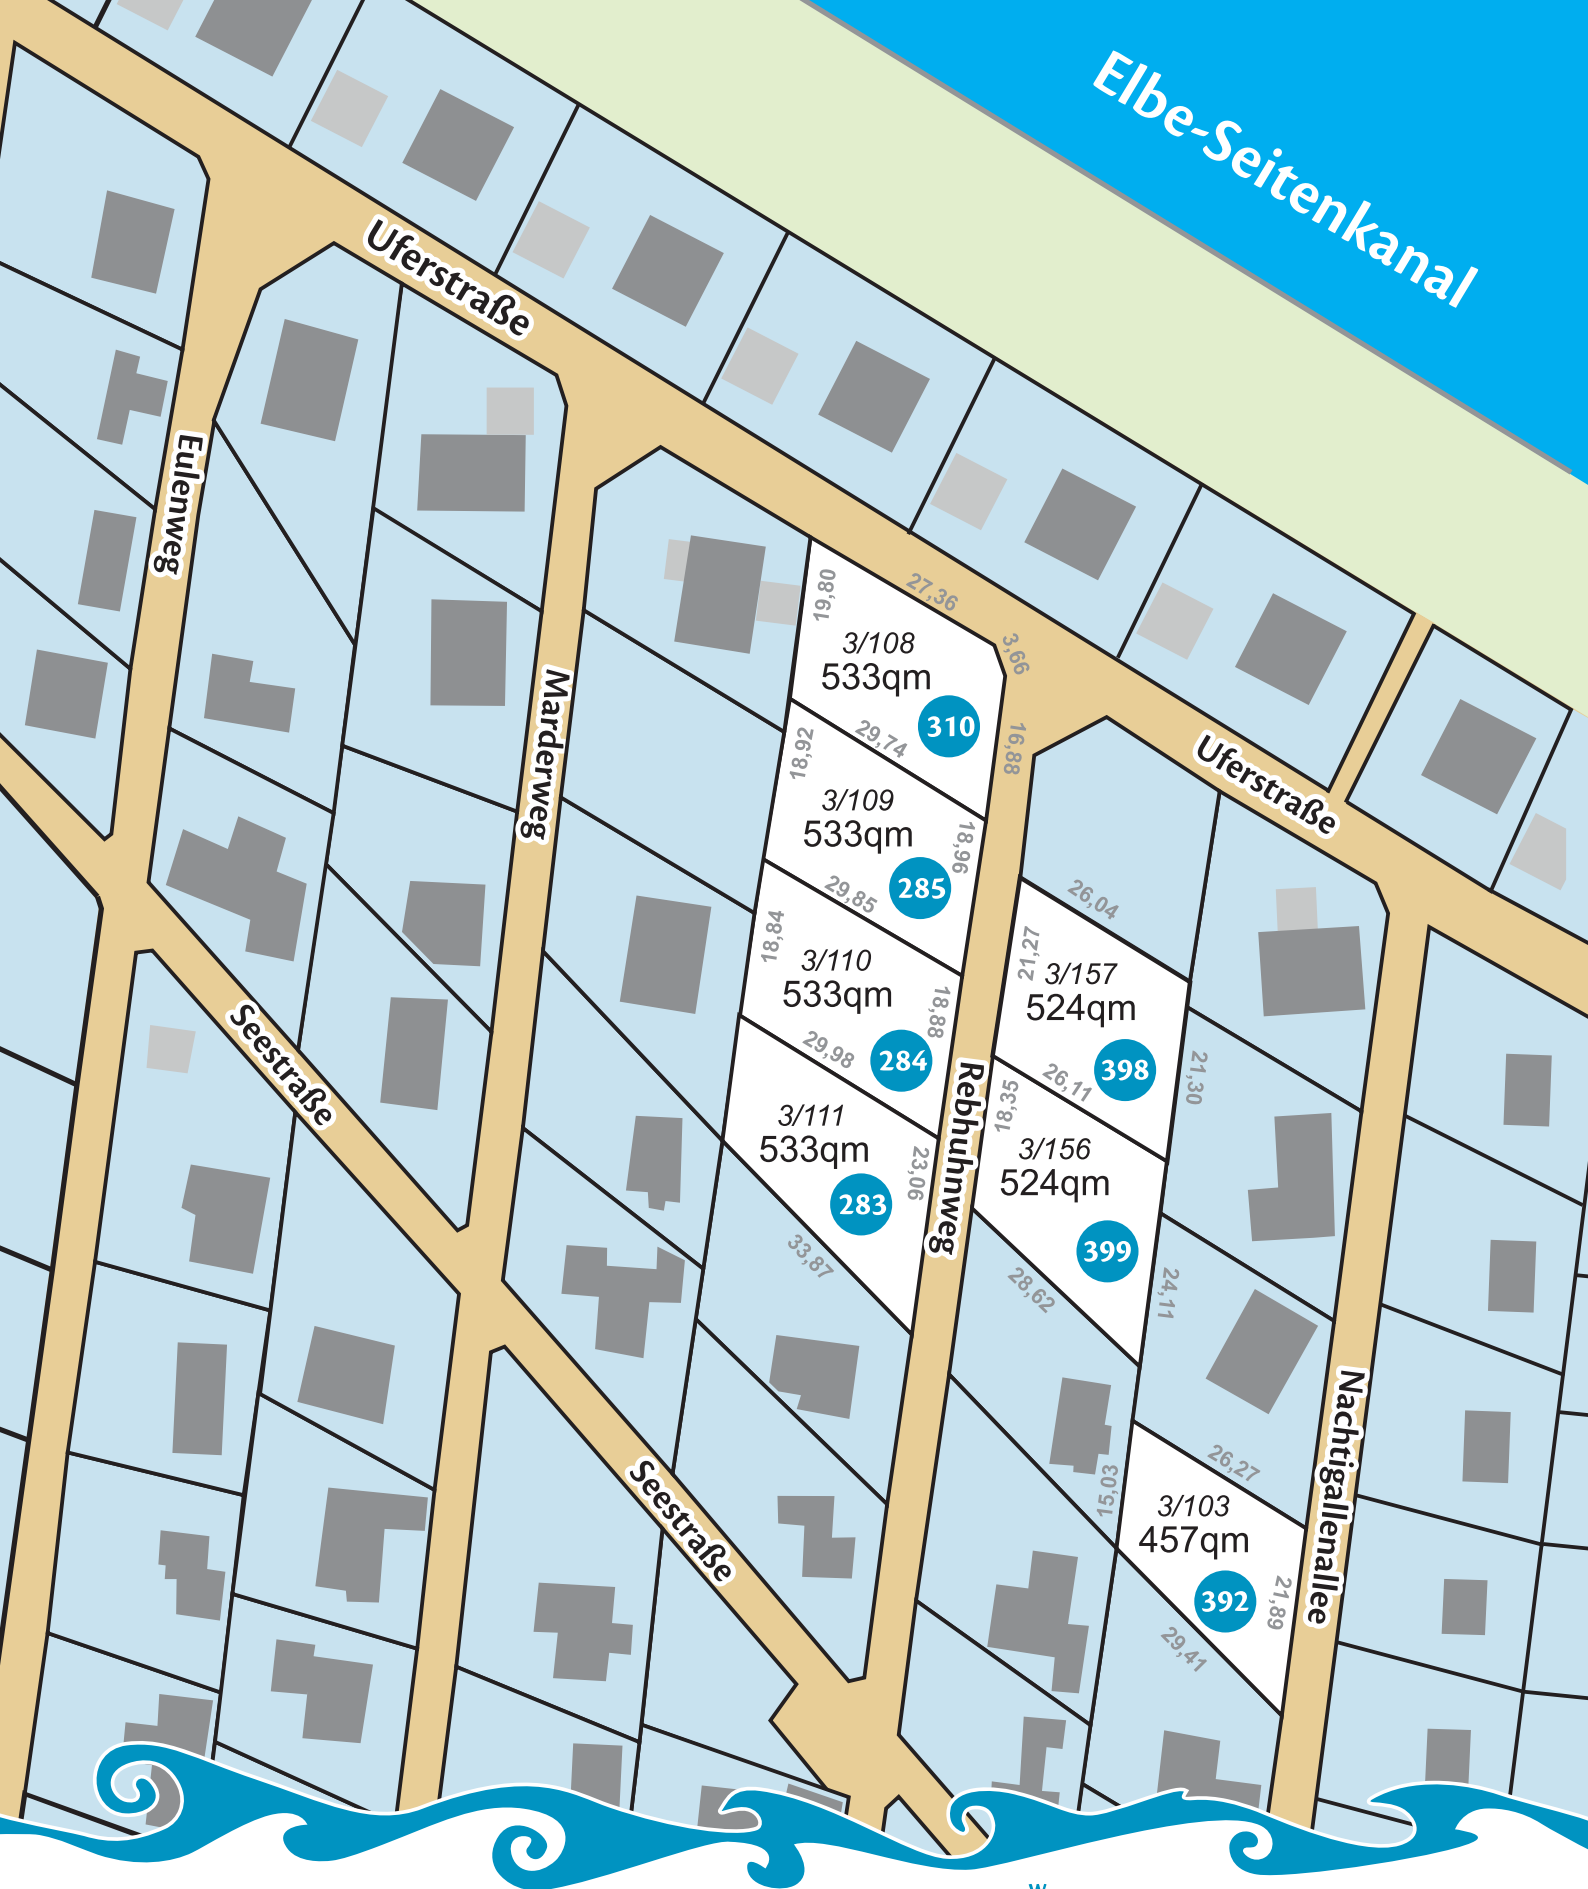 Elbe-Seitenkanal
Uferstraße
Eulenweg
Marderweg
27,36
19,80
3,66
3/108
533qm
310
16,88
29,74
18,92
3/109
533qm
285
18,96
29,85
18,84
3/110
533qm
284
18,88
29,98
3/111
533qm
283
23,06
33,87
Uferstraße
26,04
21,27
3/157
524qm
398
21,30
26,11
18,35
3/156
524qm
399
24,11
28,62
Rebhuhnweg
Seestraße
Seestraße
26,27
15,03
3/103
457qm
392
21,89
29,41
Nachtigallenallee
w